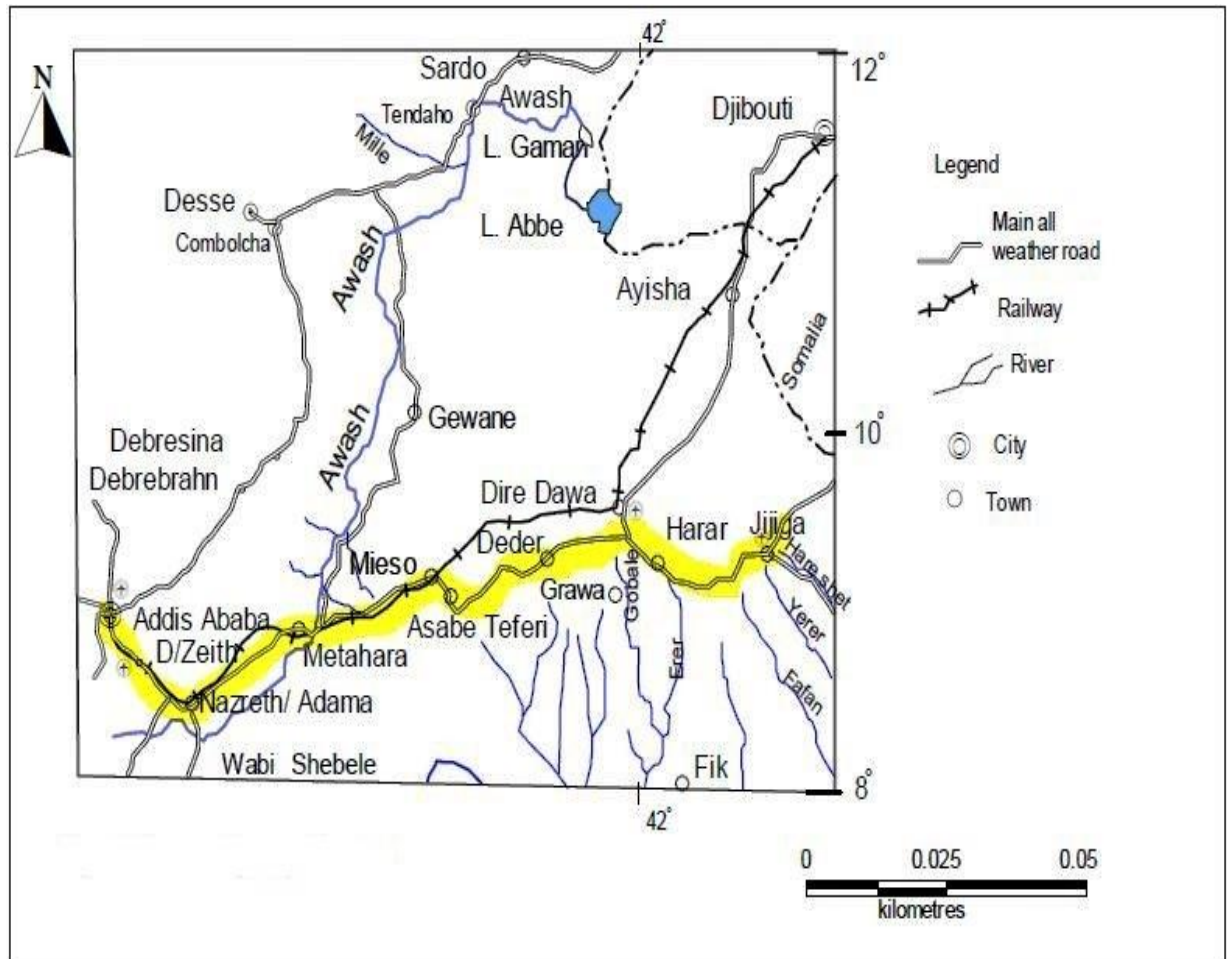 42°
12°
N
Sardo
Awash
Djibouti
Tendaho
Mille
L. Gaman
Legend
Desse
L. Abbe
Main all
weather road
Combolcha
Awash
Ayisha
Railway
Somalia
River
Awash
Gewane
10°
Debresina
City
Debrebrahn
Dire Dawa
Town
Harar
Jijiga
Deder
Mieso
Hare shet
Grawa
Gobale
Addis Ababa
Asabe Teferi
Yerer
D/Zeith
Metahara
Erer
Fafan
Nazreth/ Adama
Wabi Shebele
Fik
8°
42°
0 0.025 0.05
kilometres